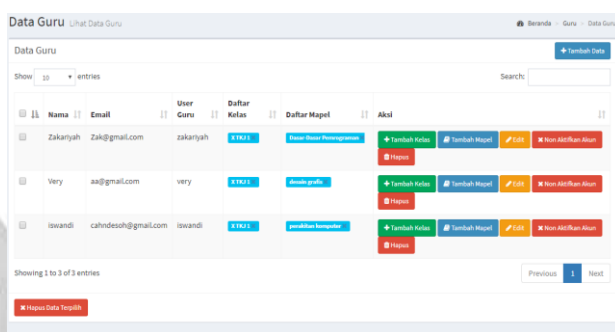 Data Guru Lihat Data Guru
Beranda > Guru > Data Guru
Data Guru
+Tambah Data
Show 10 entries
Search:
Nama Email User Guru Daftar Kelas Daftar Mapel Aksi
Zakariyah Zak@gmail.com zakariyah X TKJ 1 Dasar-Dasar Pemrograman +Tambah Kelas Tambah Mapel Edit Non Aktifkan Akun
Hapus
Very aa@gmail.com very X TKJ 1 desain grafis +Tambah Kelas Tambah Mapel Edit Non Aktifkan Akun
Hapus
iswandi cahndesoh@gmail.com iswandi X TKJ 1 perakitan komputer +Tambah Kelas Tambah Mapel Edit Non Aktifkan Akun
Hapus
Showing 1 to 3 of 3 entries
Previous 1 Next
Hapus Data Terpilih